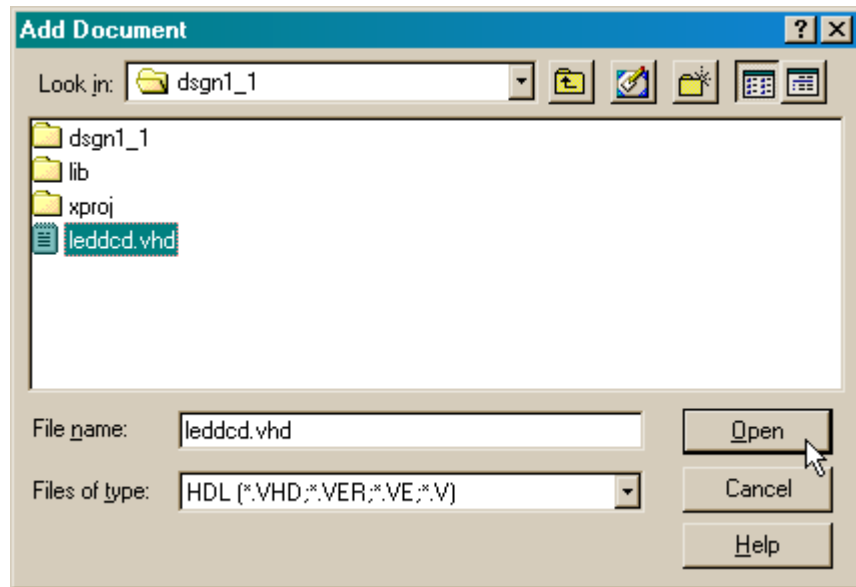 Add Document
Look in: dsgn1_1
dsgn1_1
lib
xproj
leddcd.vhd
File name: leddcd.vhd Open
Files of type: HDL (*.VHD;*.VER;*.VE;*.V) Cancel
Help